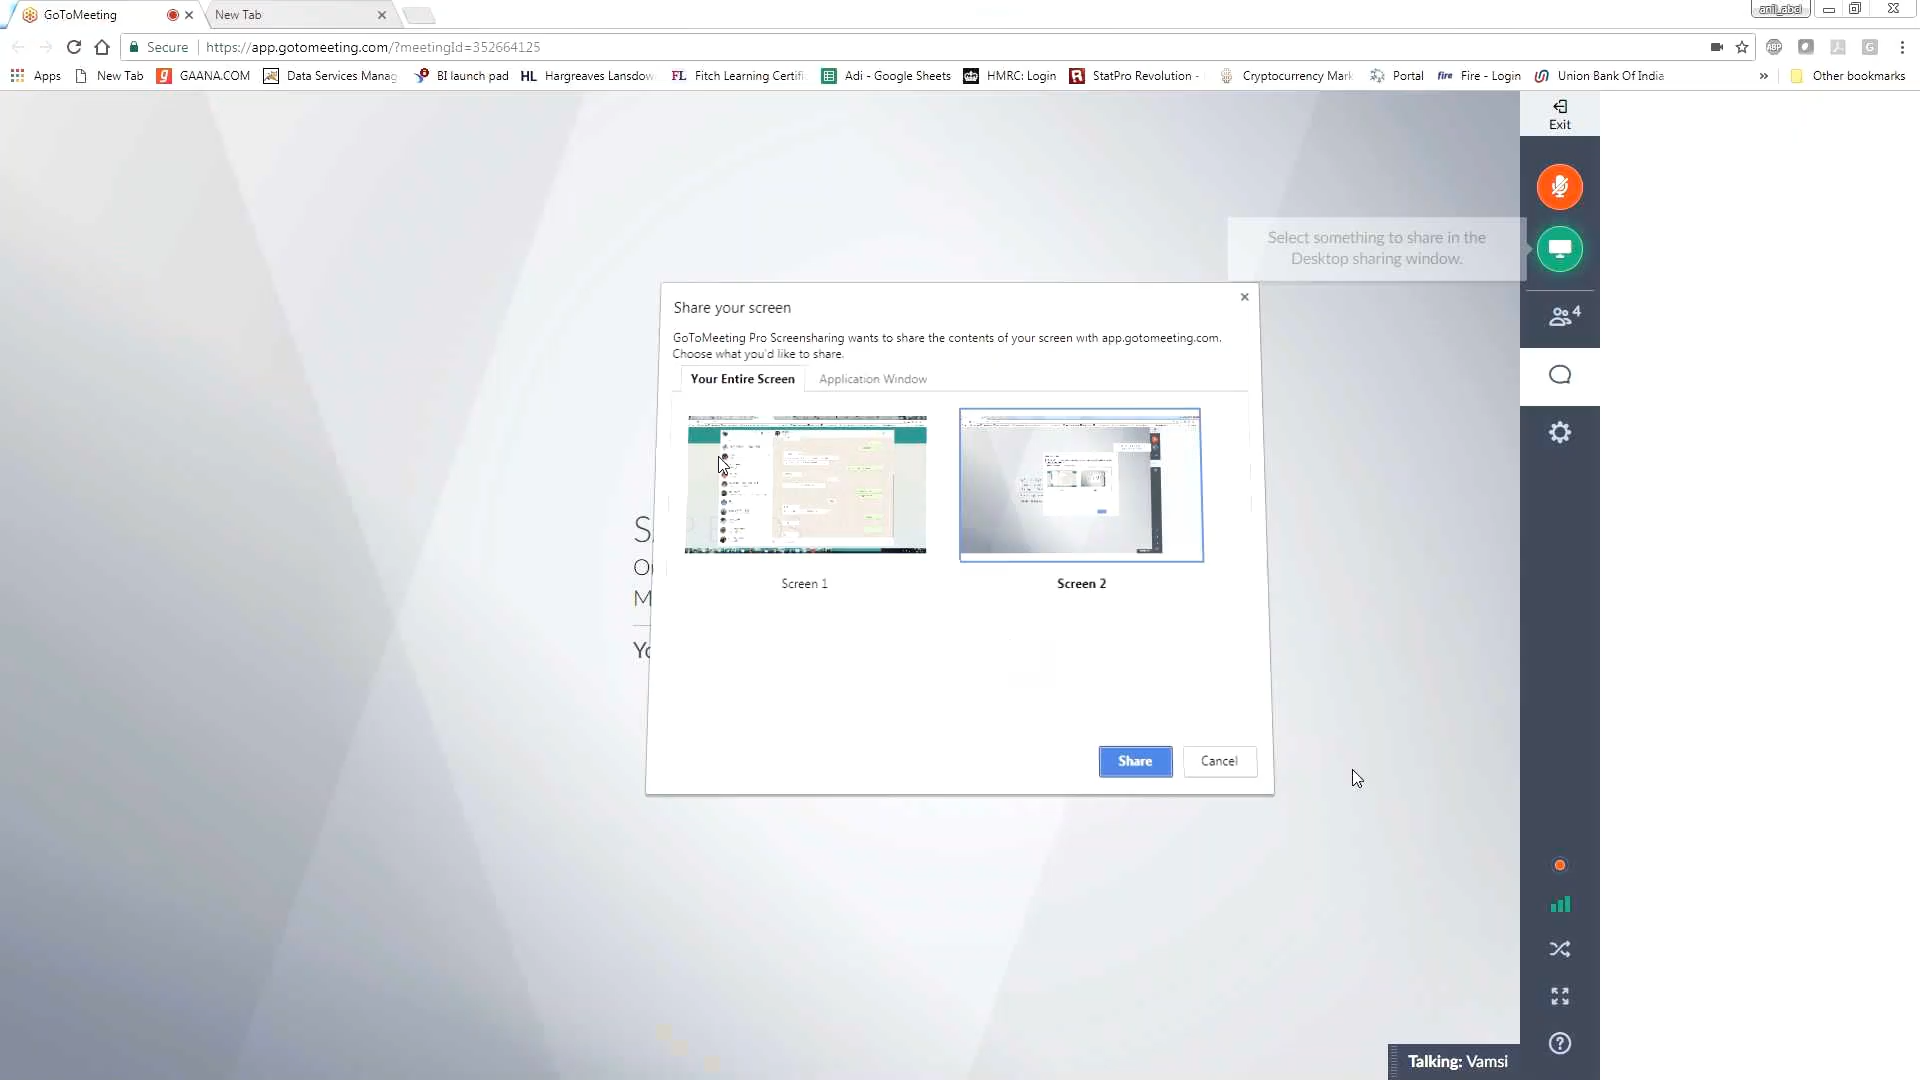 GoToMeeting
New Tab
anil_abcl
Secure
https://app.gotomeeting.com/?meetingId=352664125
ABP
G
Apps
New Tab
GAANA.COM
Data Services Manag
BI launch pad
HL Hargreaves Lansdow
FL Fitch Learning Certifi
Adi - Google Sheets
HMRC: Login
StatPro Revolution -
Cryptocurrency Mark
Portal
fire Fire - Login
Union Bank Of India
»
Other bookmarks
Exit
Select something to share in the
Desktop sharing window.
4
Share your screen
GoToMeeting Pro Screensharing wants to share the contents of your screen with app.gotomeeting.com.
Choose what you'd like to share.
Your Entire Screen
Application Window
Screen 1
Screen 2
Share
Cancel
Talking: Vamsi